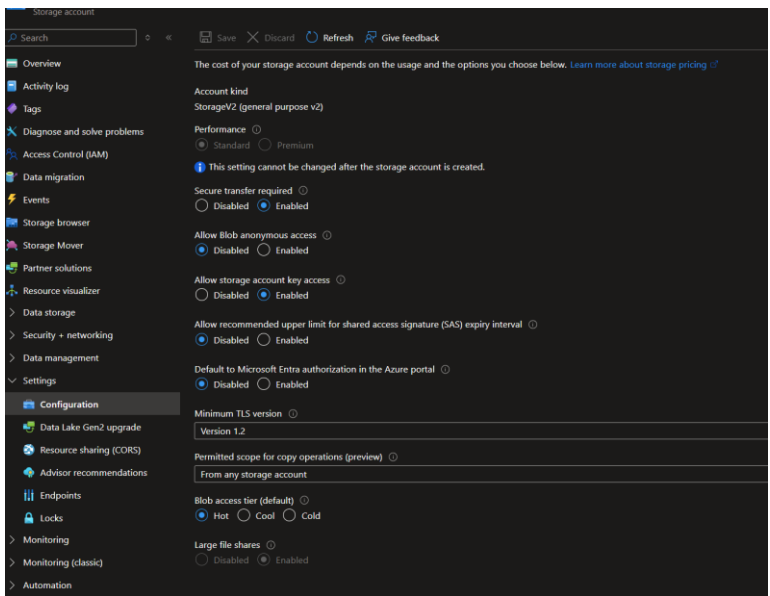 Storage account
Search
Save Discard Refresh Give feedback
Overview
Activity log
Tags
Diagnose and solve problems
Access Control (IAM)
Data migration
Events
Storage browser
Storage Mover
Partner solutions
Resource visualizer
Data storage
Security + networking
Data management
Settings
Configuration
Data Lake Gen2 upgrade
Resource sharing (CORS)
Advisor recommendations
Endpoints
Locks
Monitoring
Monitoring (classic)
Automation
The cost of your storage account depends on the usage and the options you choose below. Learn more about storage pricing
Account kind
StorageV2 (general purpose v2)
Performance
Standard Premium
This setting cannot be changed after the storage account is created.
Secure transfer required
Disabled Enabled
Allow Blob anonymous access
Disabled Enabled
Allow storage account key access
Disabled Enabled
Allow recommended upper limit for shared access signature (SAS) expiry interval
Disabled Enabled
Default to Microsoft Entra authorization in the Azure portal
Disabled Enabled
Minimum TLS version
Version 1.2
Permitted scope for copy operations (preview)
From any storage account
Blob access tier (default)
Hot Cool Cold
Large file shares
Disabled Enabled